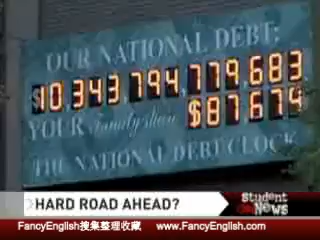 OUR NATIONAL DEBT:
$10,343,794,779,683
YOUR Family share $87,674
THE NATIONAL DEBT CLOCK
HARD ROAD AHEAD?
Student News
FancyEnglish搜集整理收藏 www.FancyEnglish.com